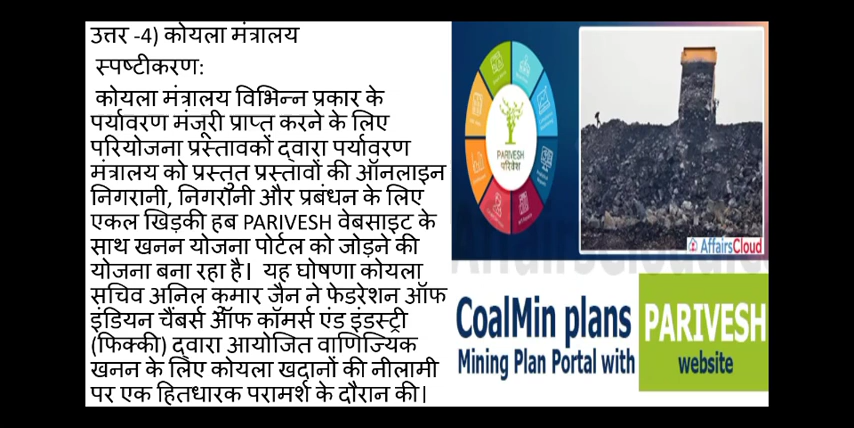 उत्तर -4) कोयला मंत्रालय
स्पष्टीकरण:
कोयला मंत्रालय विभिन्न प्रकार के
पर्यावरण मंजूरी प्राप्त करने के लिए
परियोजना प्रस्तावकों द्वारा पर्यावरण
मंत्रालय को प्रस्तुत प्रस्तावों की ऑनलाइन
निगरानी, निगरानी और प्रबंधन के लिए
एकल खिड़की हब PARIVESH वेबसाइट के
साथ खनन योजना पोर्टल को जोड़ने की
योजना बना रहा है। यह घोषणा कोयला
सचिव अनिल कुमार जैन ने फेडरेशन ऑफ
इंडियन चैंबर्स ऑफ कॉमर्स एंड इंडस्ट्री
(फिक्की) द्वारा आयोजित वाणिज्यिक
खनन के लिए कोयला खदानों की नीलामी
पर एक हितधारक परामर्श के दौरान की।
PARIVESH
परिवेश
AffairsCloud
CoalMin plans
Mining Plan Portal with
PARIVESH
website